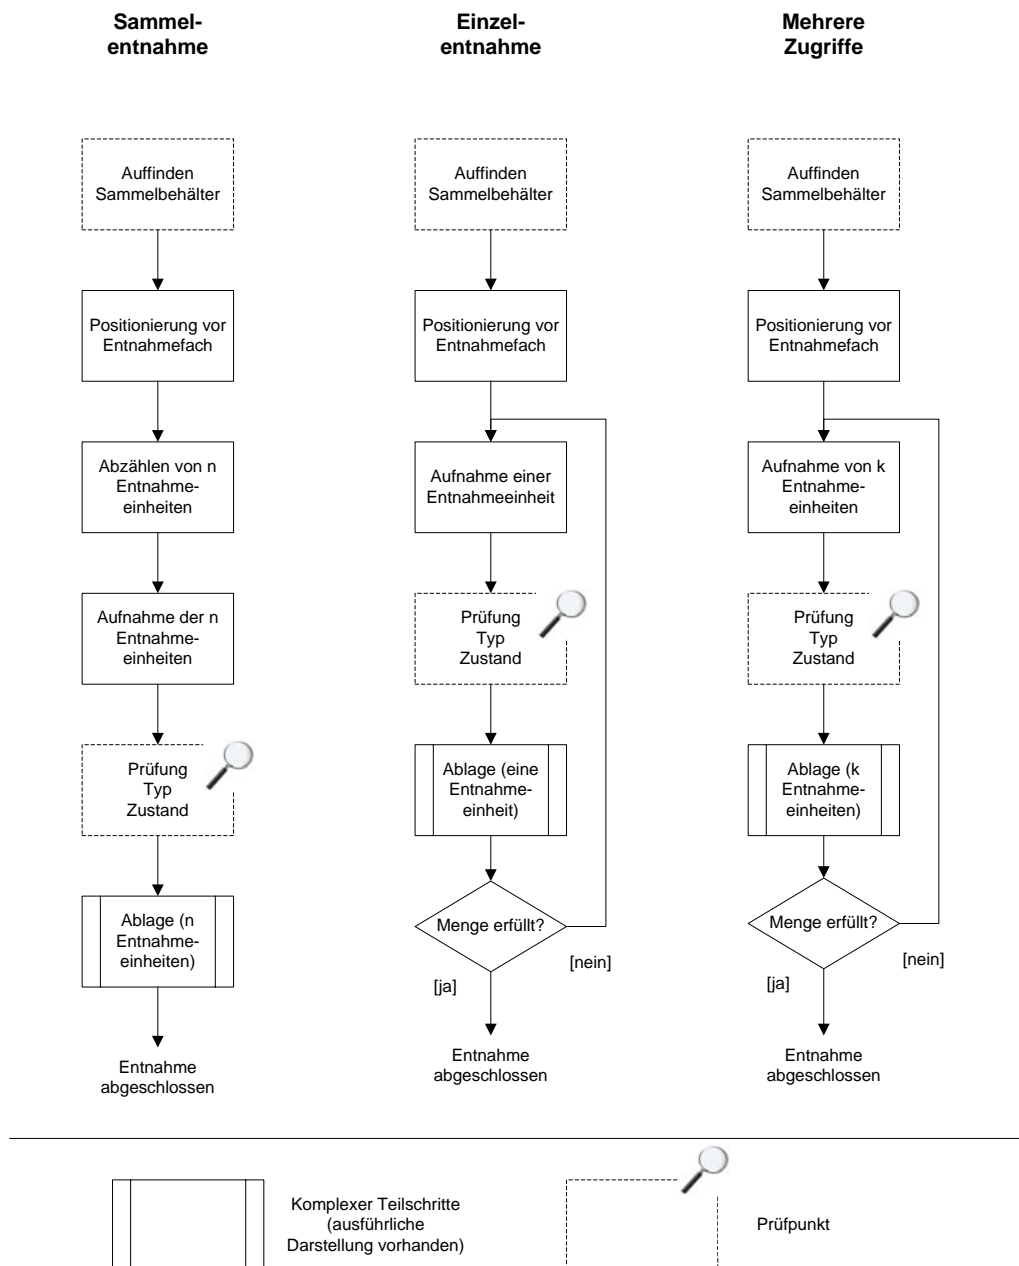 Sammel-
entnahme
Auffinden
Sammelbehälter
Positionierung vor
Entnahmefach
Abzählen von n
Entnahme-
einheiten
Aufnahme der n
Entnahme-
einheiten
Prüfung
Typ
Zustand
Ablage (n
Entnahme-
einheiten)
Entnahme
abgeschlossen
Einzel-
entnahme
Auffinden
Sammelbehälter
Positionierung vor
Entnahmefach
Aufnahme einer
Entnahmeeinheit
Prüfung
Typ
Zustand
Ablage (eine
Entnahme-
einheit)
Menge erfüllt?
[nein]
[ja]
Entnahme
abgeschlossen
Mehrere
Zugriffe
Auffinden
Sammelbehälter
Positionierung vor
Entnahmefach
Aufnahme von k
Entnahme-
einheiten
Prüfung
Typ
Zustand
Ablage (k
Entnahme-
einheiten)
Menge erfüllt?
[nein]
[ja]
Entnahme
abgeschlossen
Komplexer Teilschritte
(ausführliche
Darstellung vorhanden)
Prüfpunkt